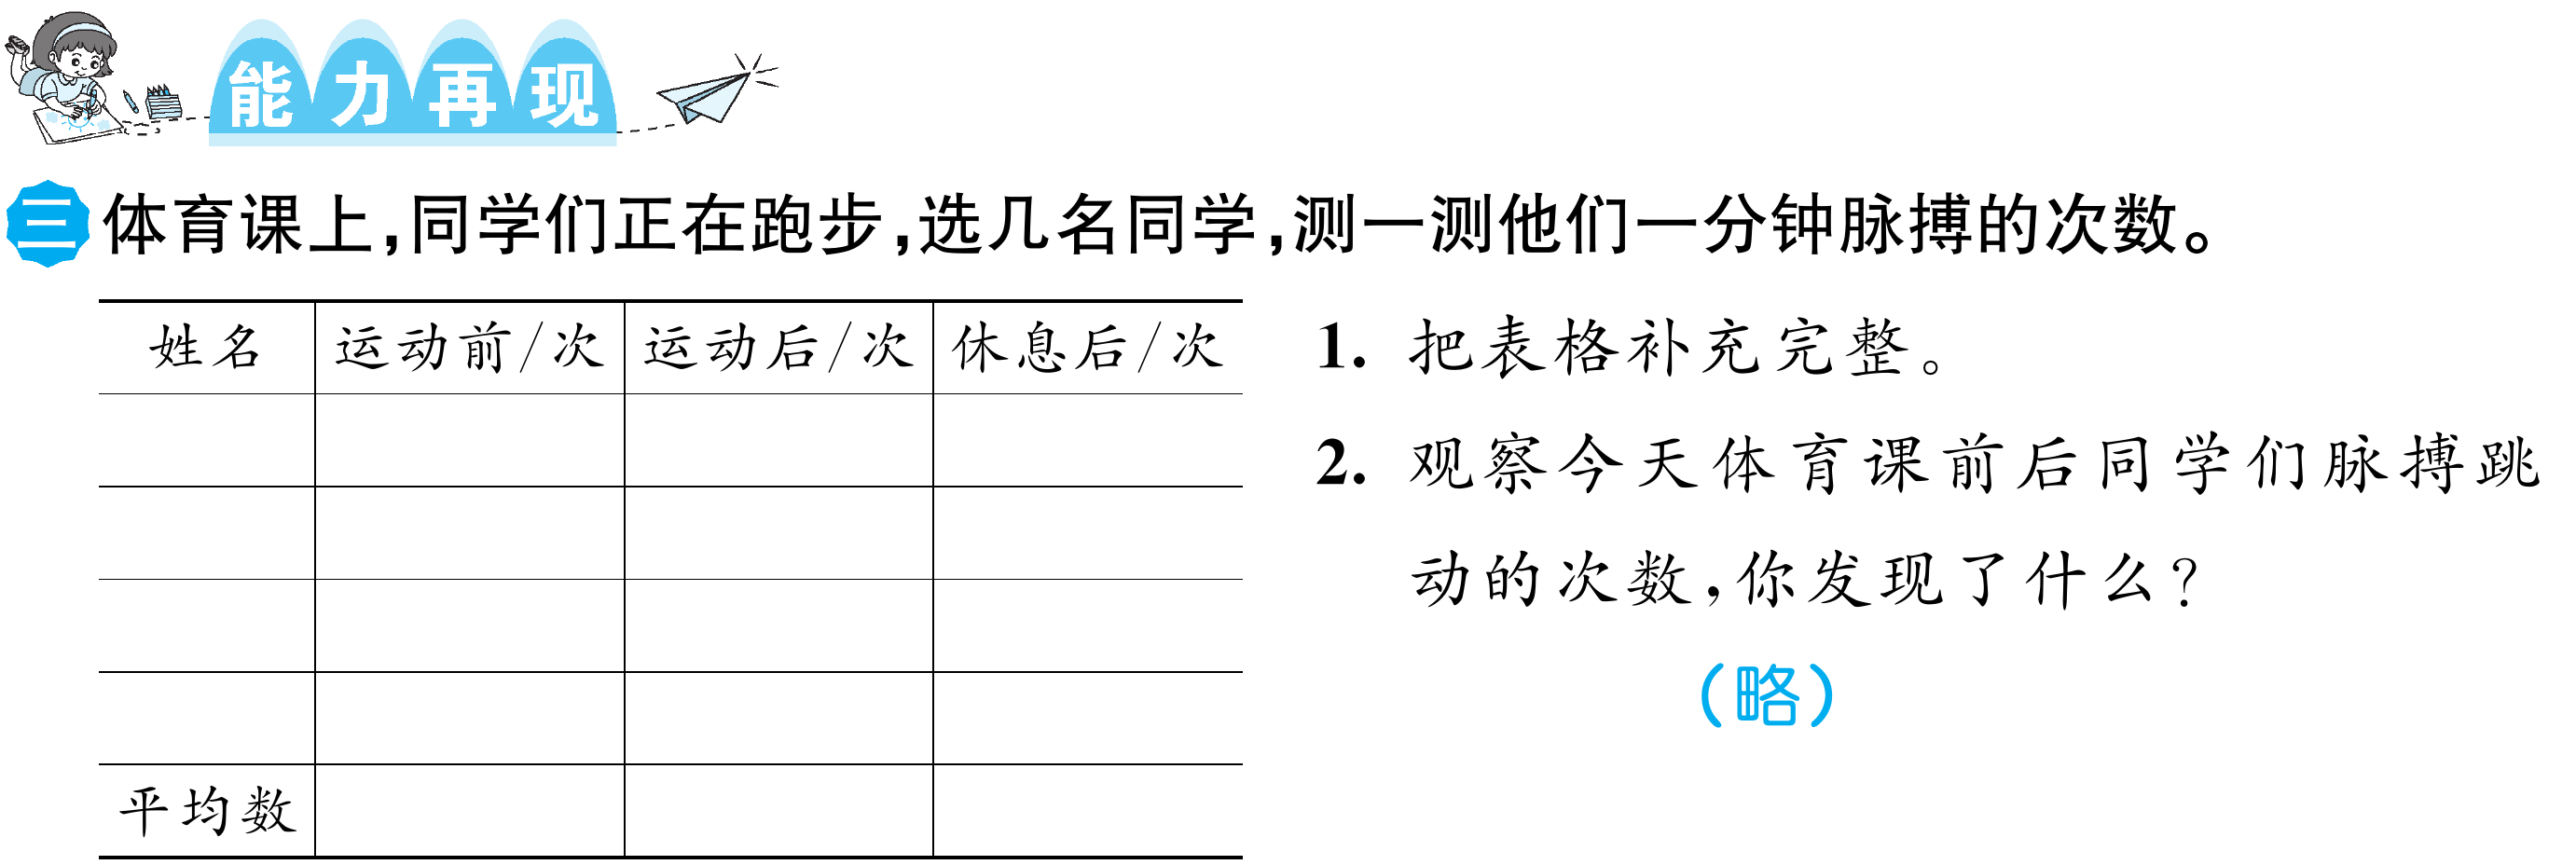 能力再现
三 体育课上,同学们正在跑步,选几名同学,测一测他们一分钟脉搏的次数。
姓名 运动前/次 运动后/次 休息后/次
平均数
1. 把表格补充完整。
2. 观察今天体育课前后同学们脉搏跳
动的次数,你发现了什么?
(略)